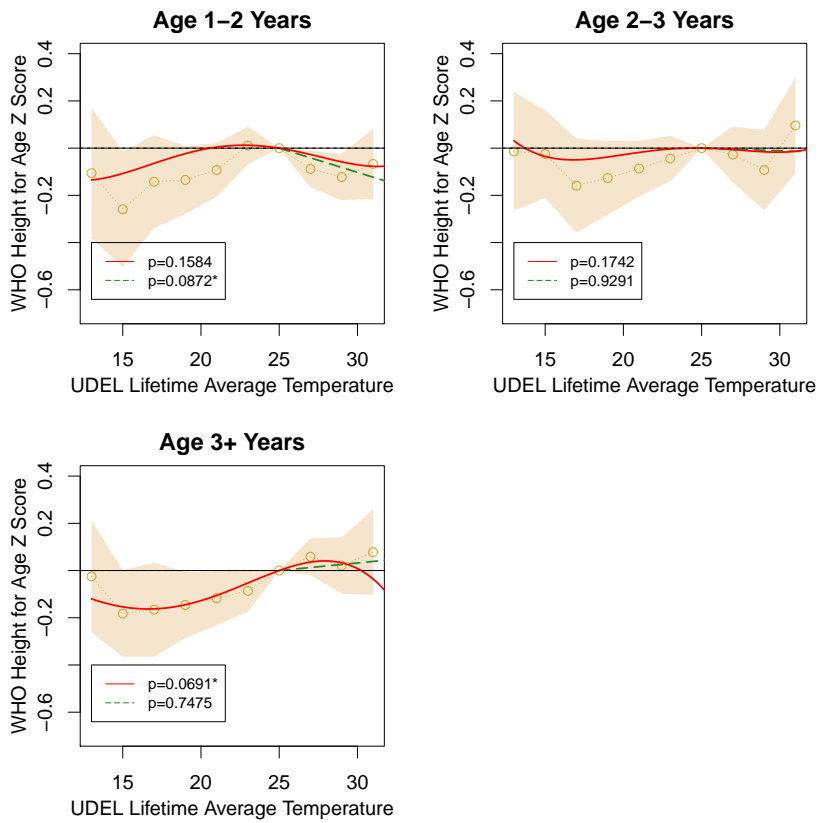 Age 1–2 Years
WHO Height for Age Z Score
0.4
0.2
−0.2
−0.6
p=0.1584
p=0.0872*
15 20 25 30
UDEL Lifetime Average Temperature
Age 2–3 Years
WHO Height for Age Z Score
0.4
0.2
−0.2
−0.6
p=0.1742
p=0.9291
15 20 25 30
UDEL Lifetime Average Temperature
Age 3+ Years
WHO Height for Age Z Score
0.4
0.2
−0.2
−0.6
p=0.0691*
p=0.7475
15 20 25 30
UDEL Lifetime Average Temperature